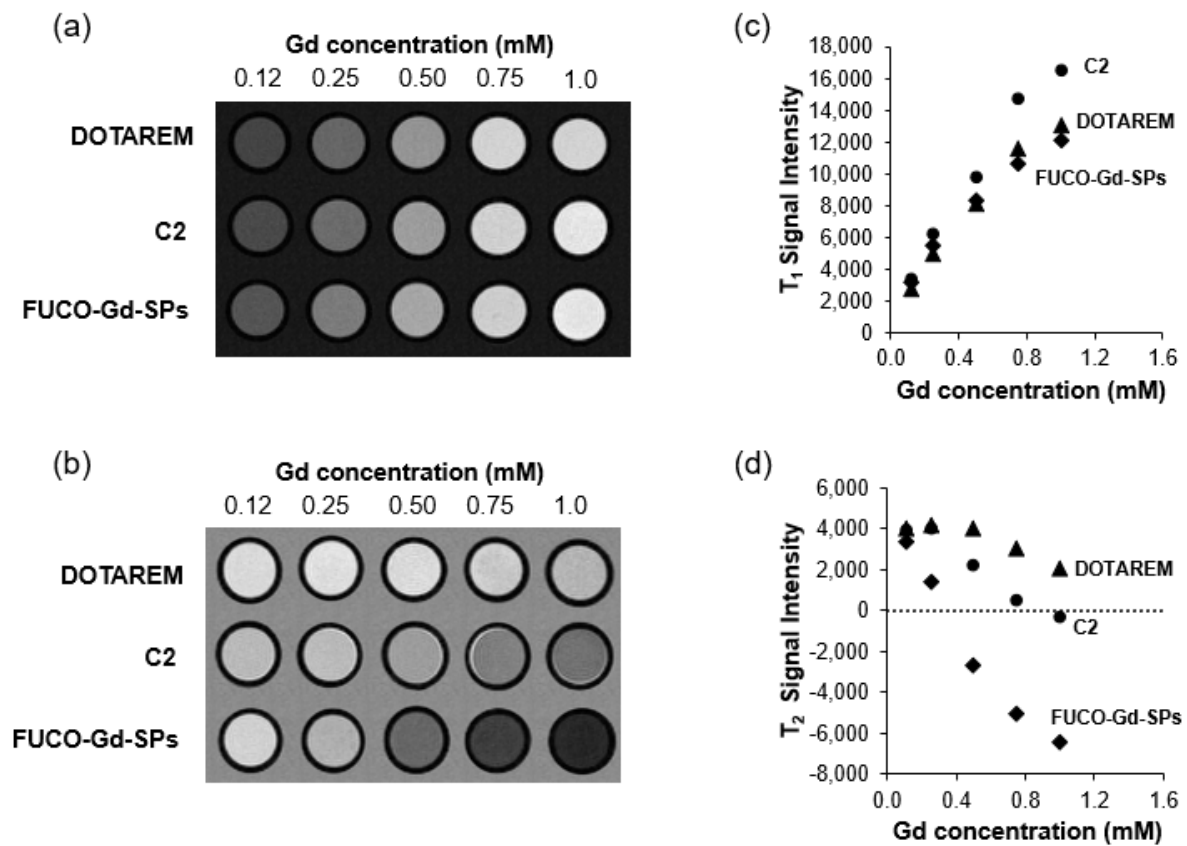 (a)
Gd concentration (mM)
0.12 0.25 0.50 0.75 1.0
DOTAREM
C2
FUCO-Gd-SPs
(c)
18,000
16,000
14,000
12,000
10,000
8,000
6,000
4,000
2,000
0
T₁ Signal Intensity
C2
DOTAREM
FUCO-Gd-SPs
0.0 0.4 0.8 1.2 1.6
Gd concentration (mM)
(b)
Gd concentration (mM)
0.12 0.25 0.50 0.75 1.0
DOTAREM
C2
FUCO-Gd-SPs
(d)
6,000
4,000
2,000
0
-2,000
-4,000
-6,000
-8,000
T₂ Signal Intensity
DOTAREM
C2
FUCO-Gd-SPs
0.0 0.4 0.8 1.2 1.6
Gd concentration (mM)